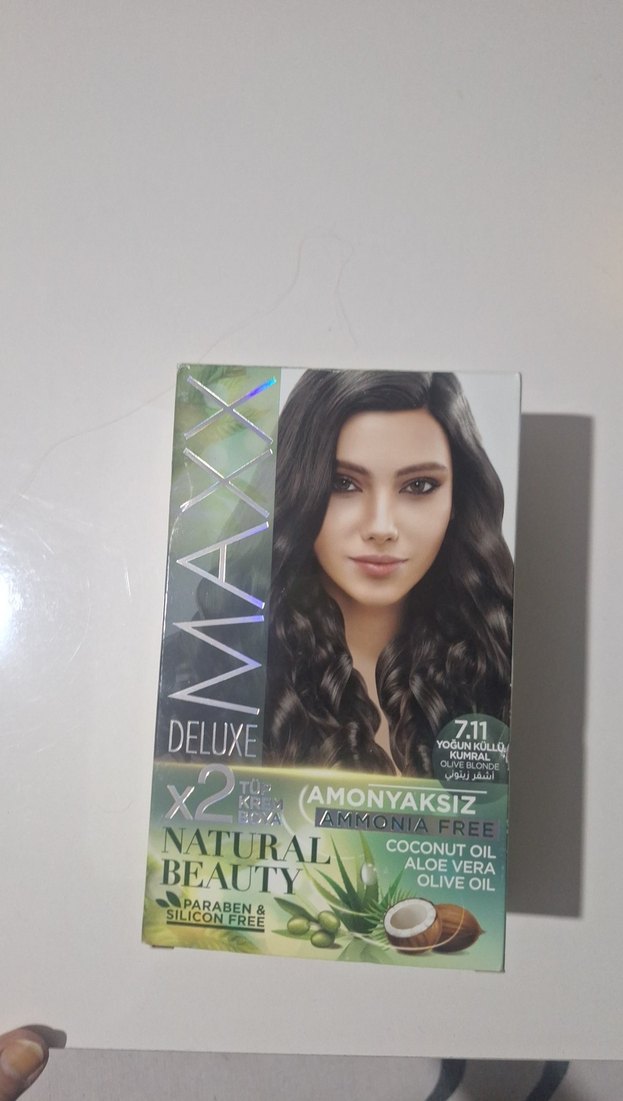 MAXX
DELUXE
7.11
YOĞUN KÜLLÜ
KUMRAL
OLIVE BLONDE
أشقر زيتوني
x2 TÜP
KREM
BOYA
AMONYAKSIZ
AMMONIA FREE
NATURAL
BEAUTY
COCONUT OIL
ALOE VERA
OLIVE OIL
PARABEN &
SILICON FREE